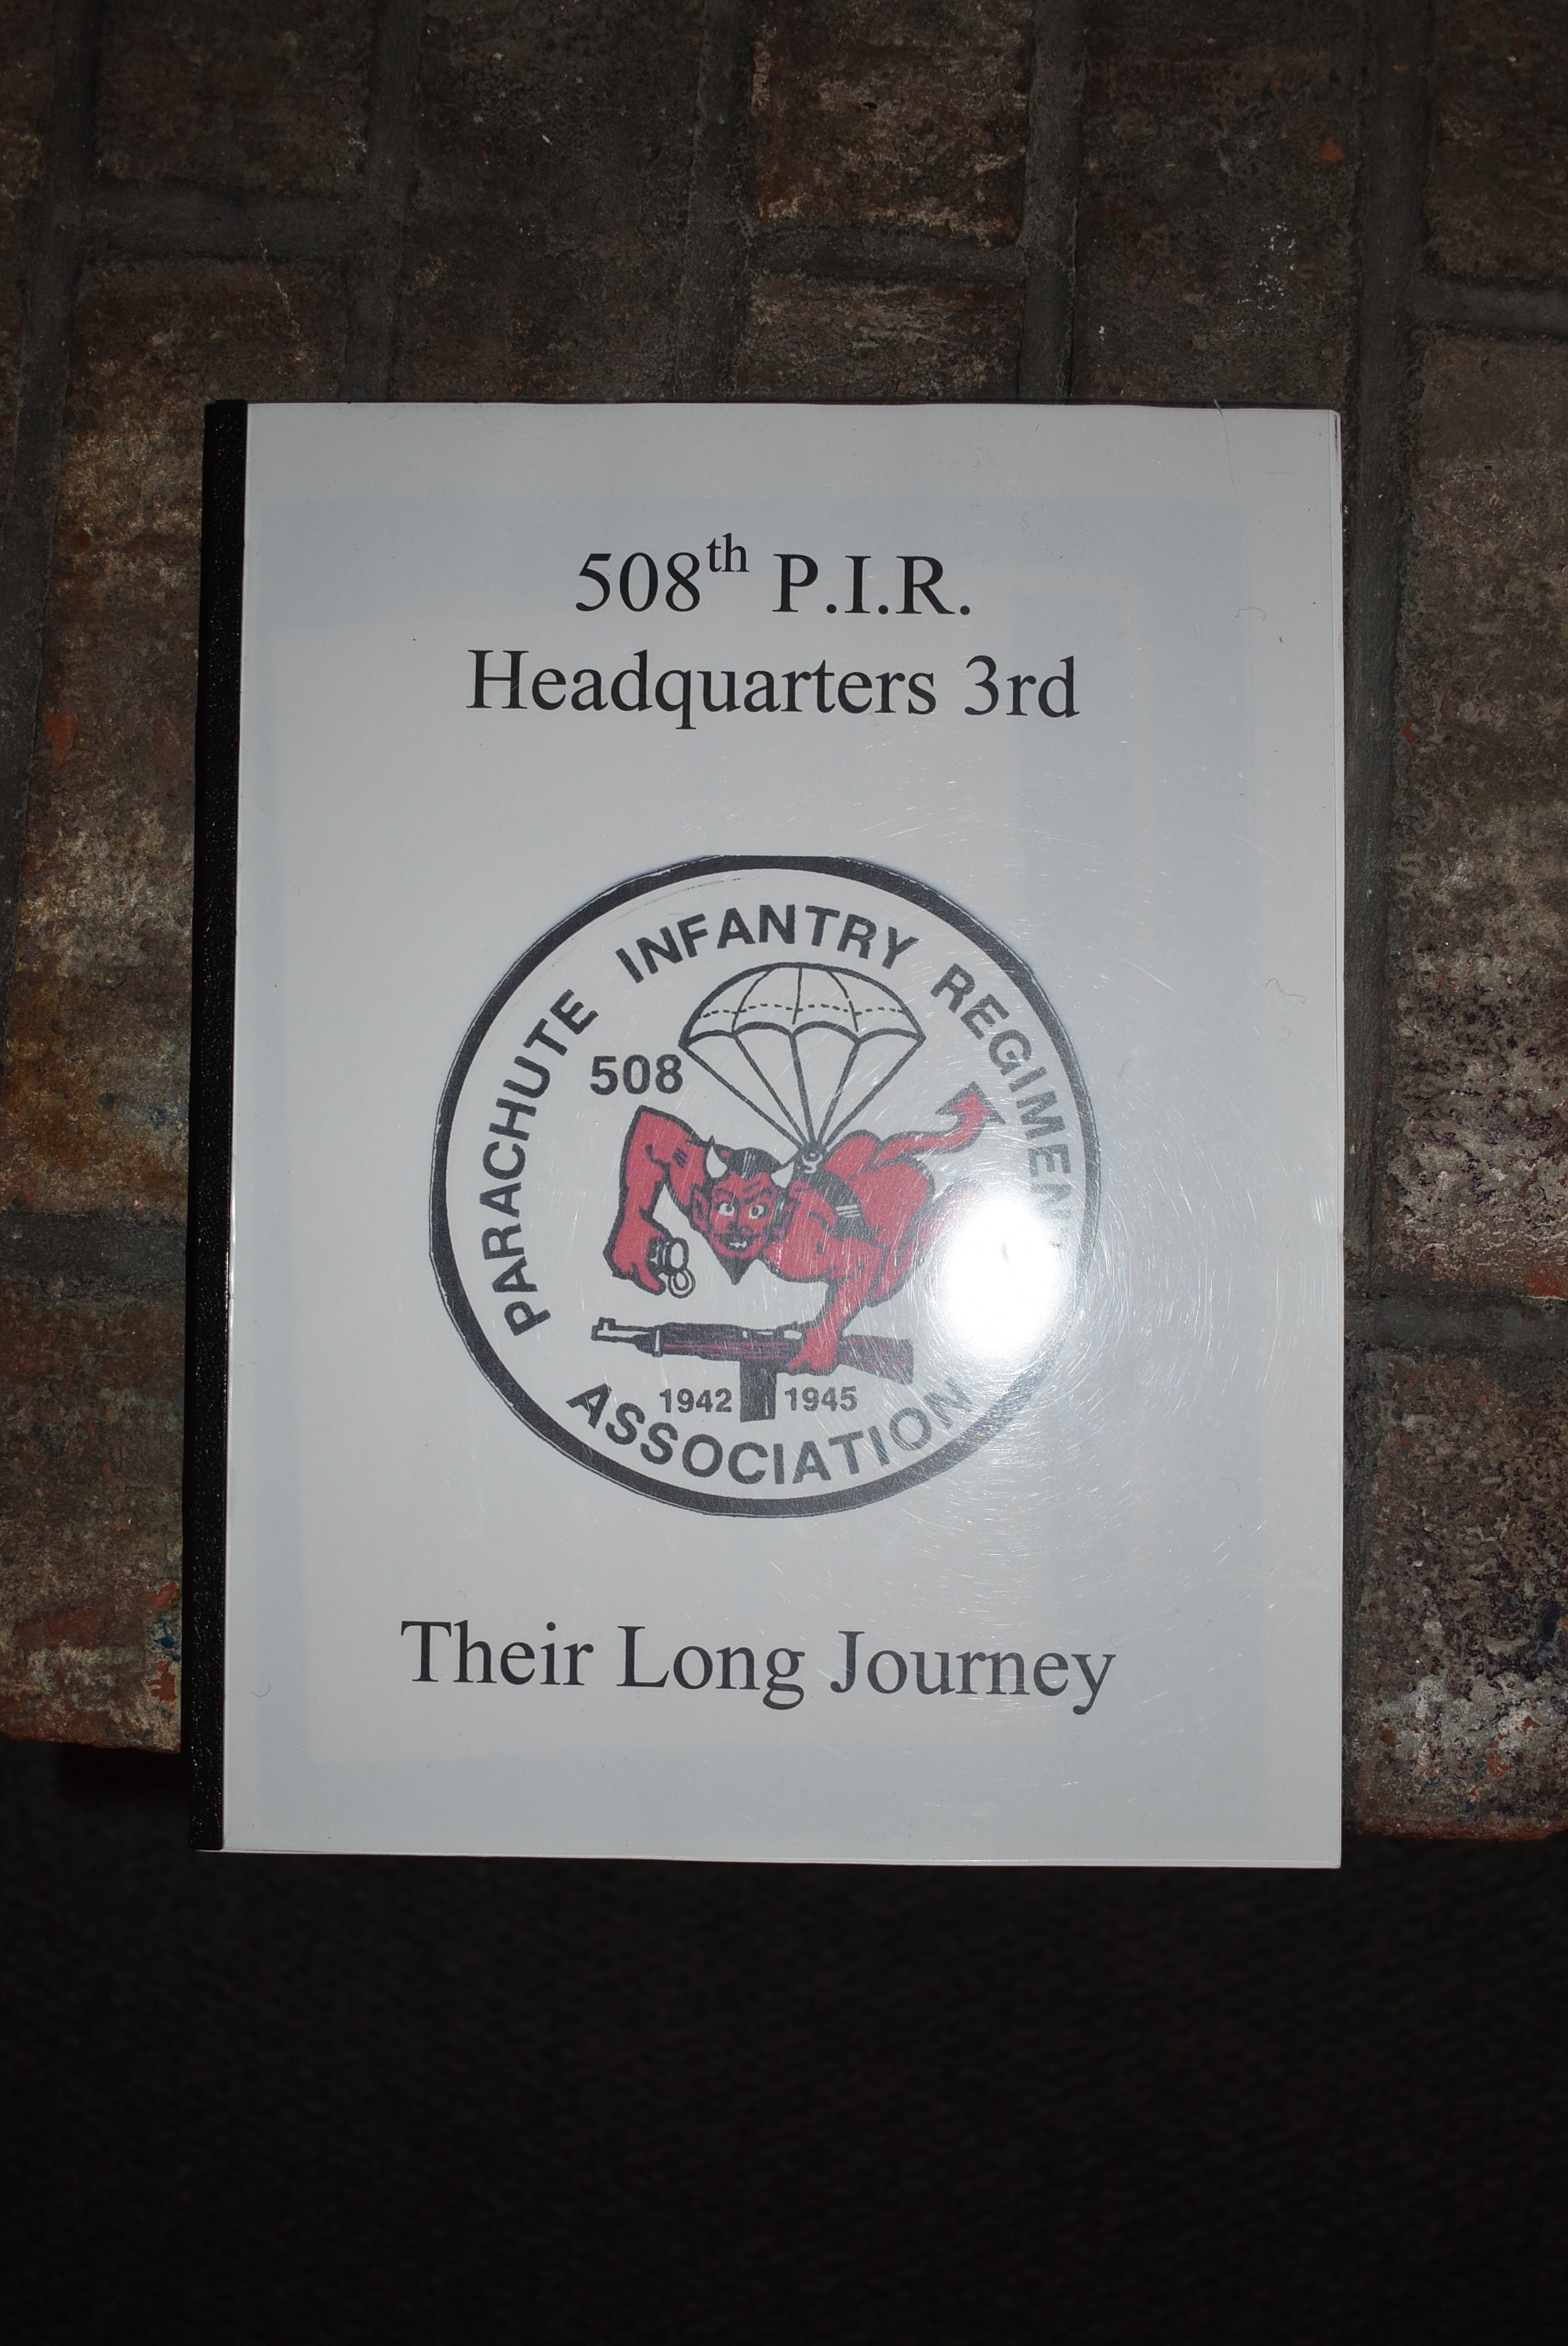 508th P.I.R.
Headquarters 3rd
PARACHUTE INFANTRY REGIMENT
508
1942 1945
ASSOCIATION
Their Long Journey